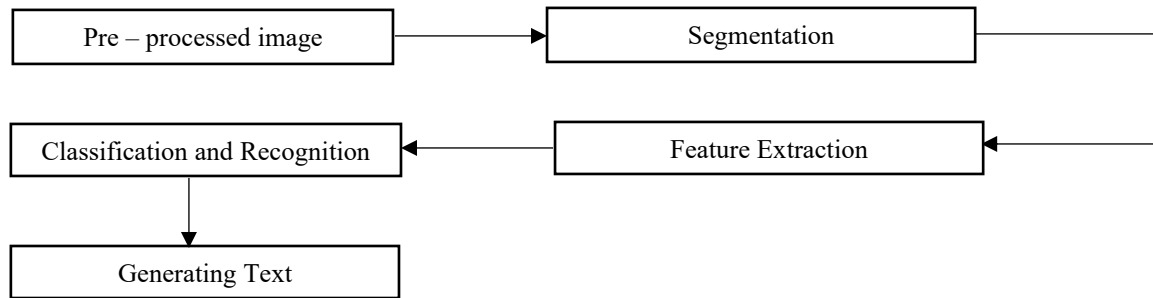 Pre – processed image
Segmentation
Feature Extraction
Classification and Recognition
Generating Text